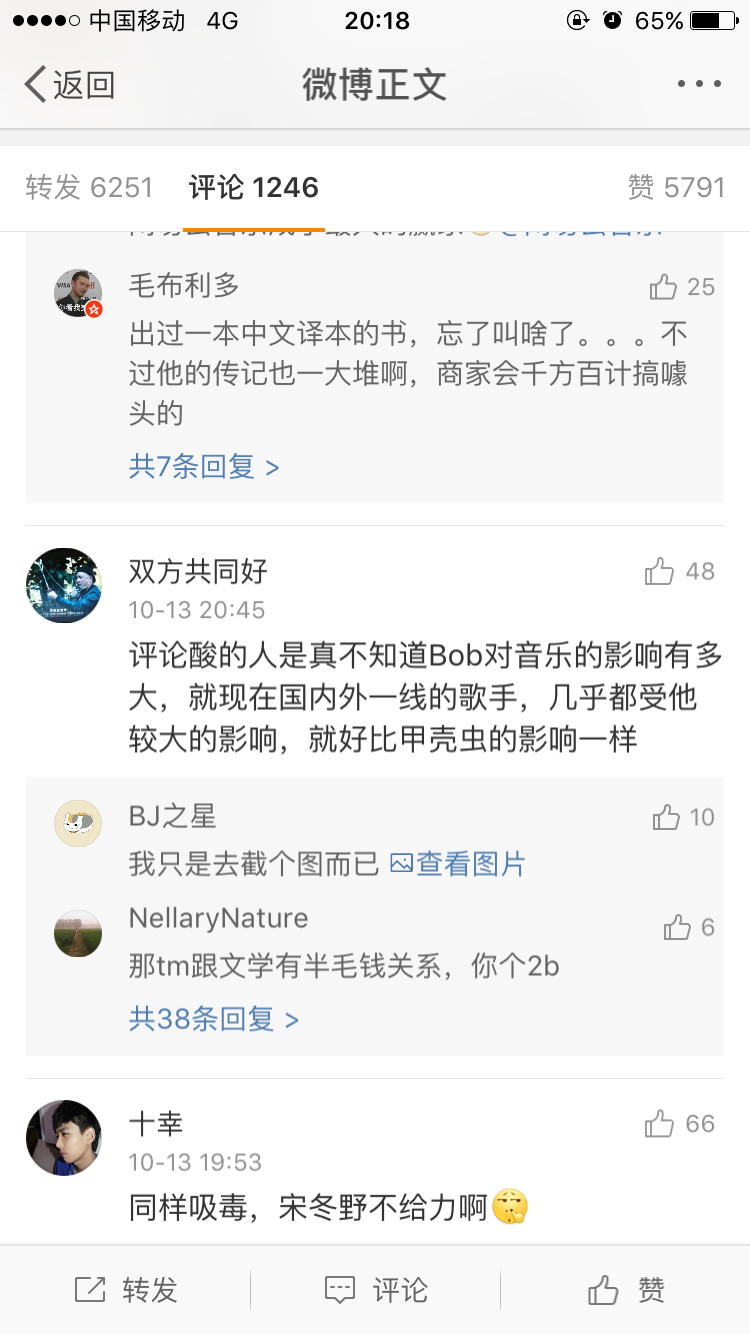 中国移动 4G 20:18 65%
返回 微博正文
转发 6251 评论 1246 赞 5791
毛布利多 25
出过一本中文译本的书，忘了叫啥了。。。不
过他的传记也一大堆啊，商家会千方百计搞噱
头的
共7条回复 >
双方共同好 48
10-13 20:45
评论酸的人是真不知道Bob对音乐的影响有多
大，就现在国内外一线的歌手，几乎都受他
较大的影响，就好比甲壳虫的影响一样
BJ之星 10
我只是去截个图而已 查看图片
NellaryNature 6
那tm跟文学有半毛钱关系，你个2b
共38条回复 >
十幸 66
10-13 19:53
同样吸毒，宋冬野不给力啊
转发 评论 赞